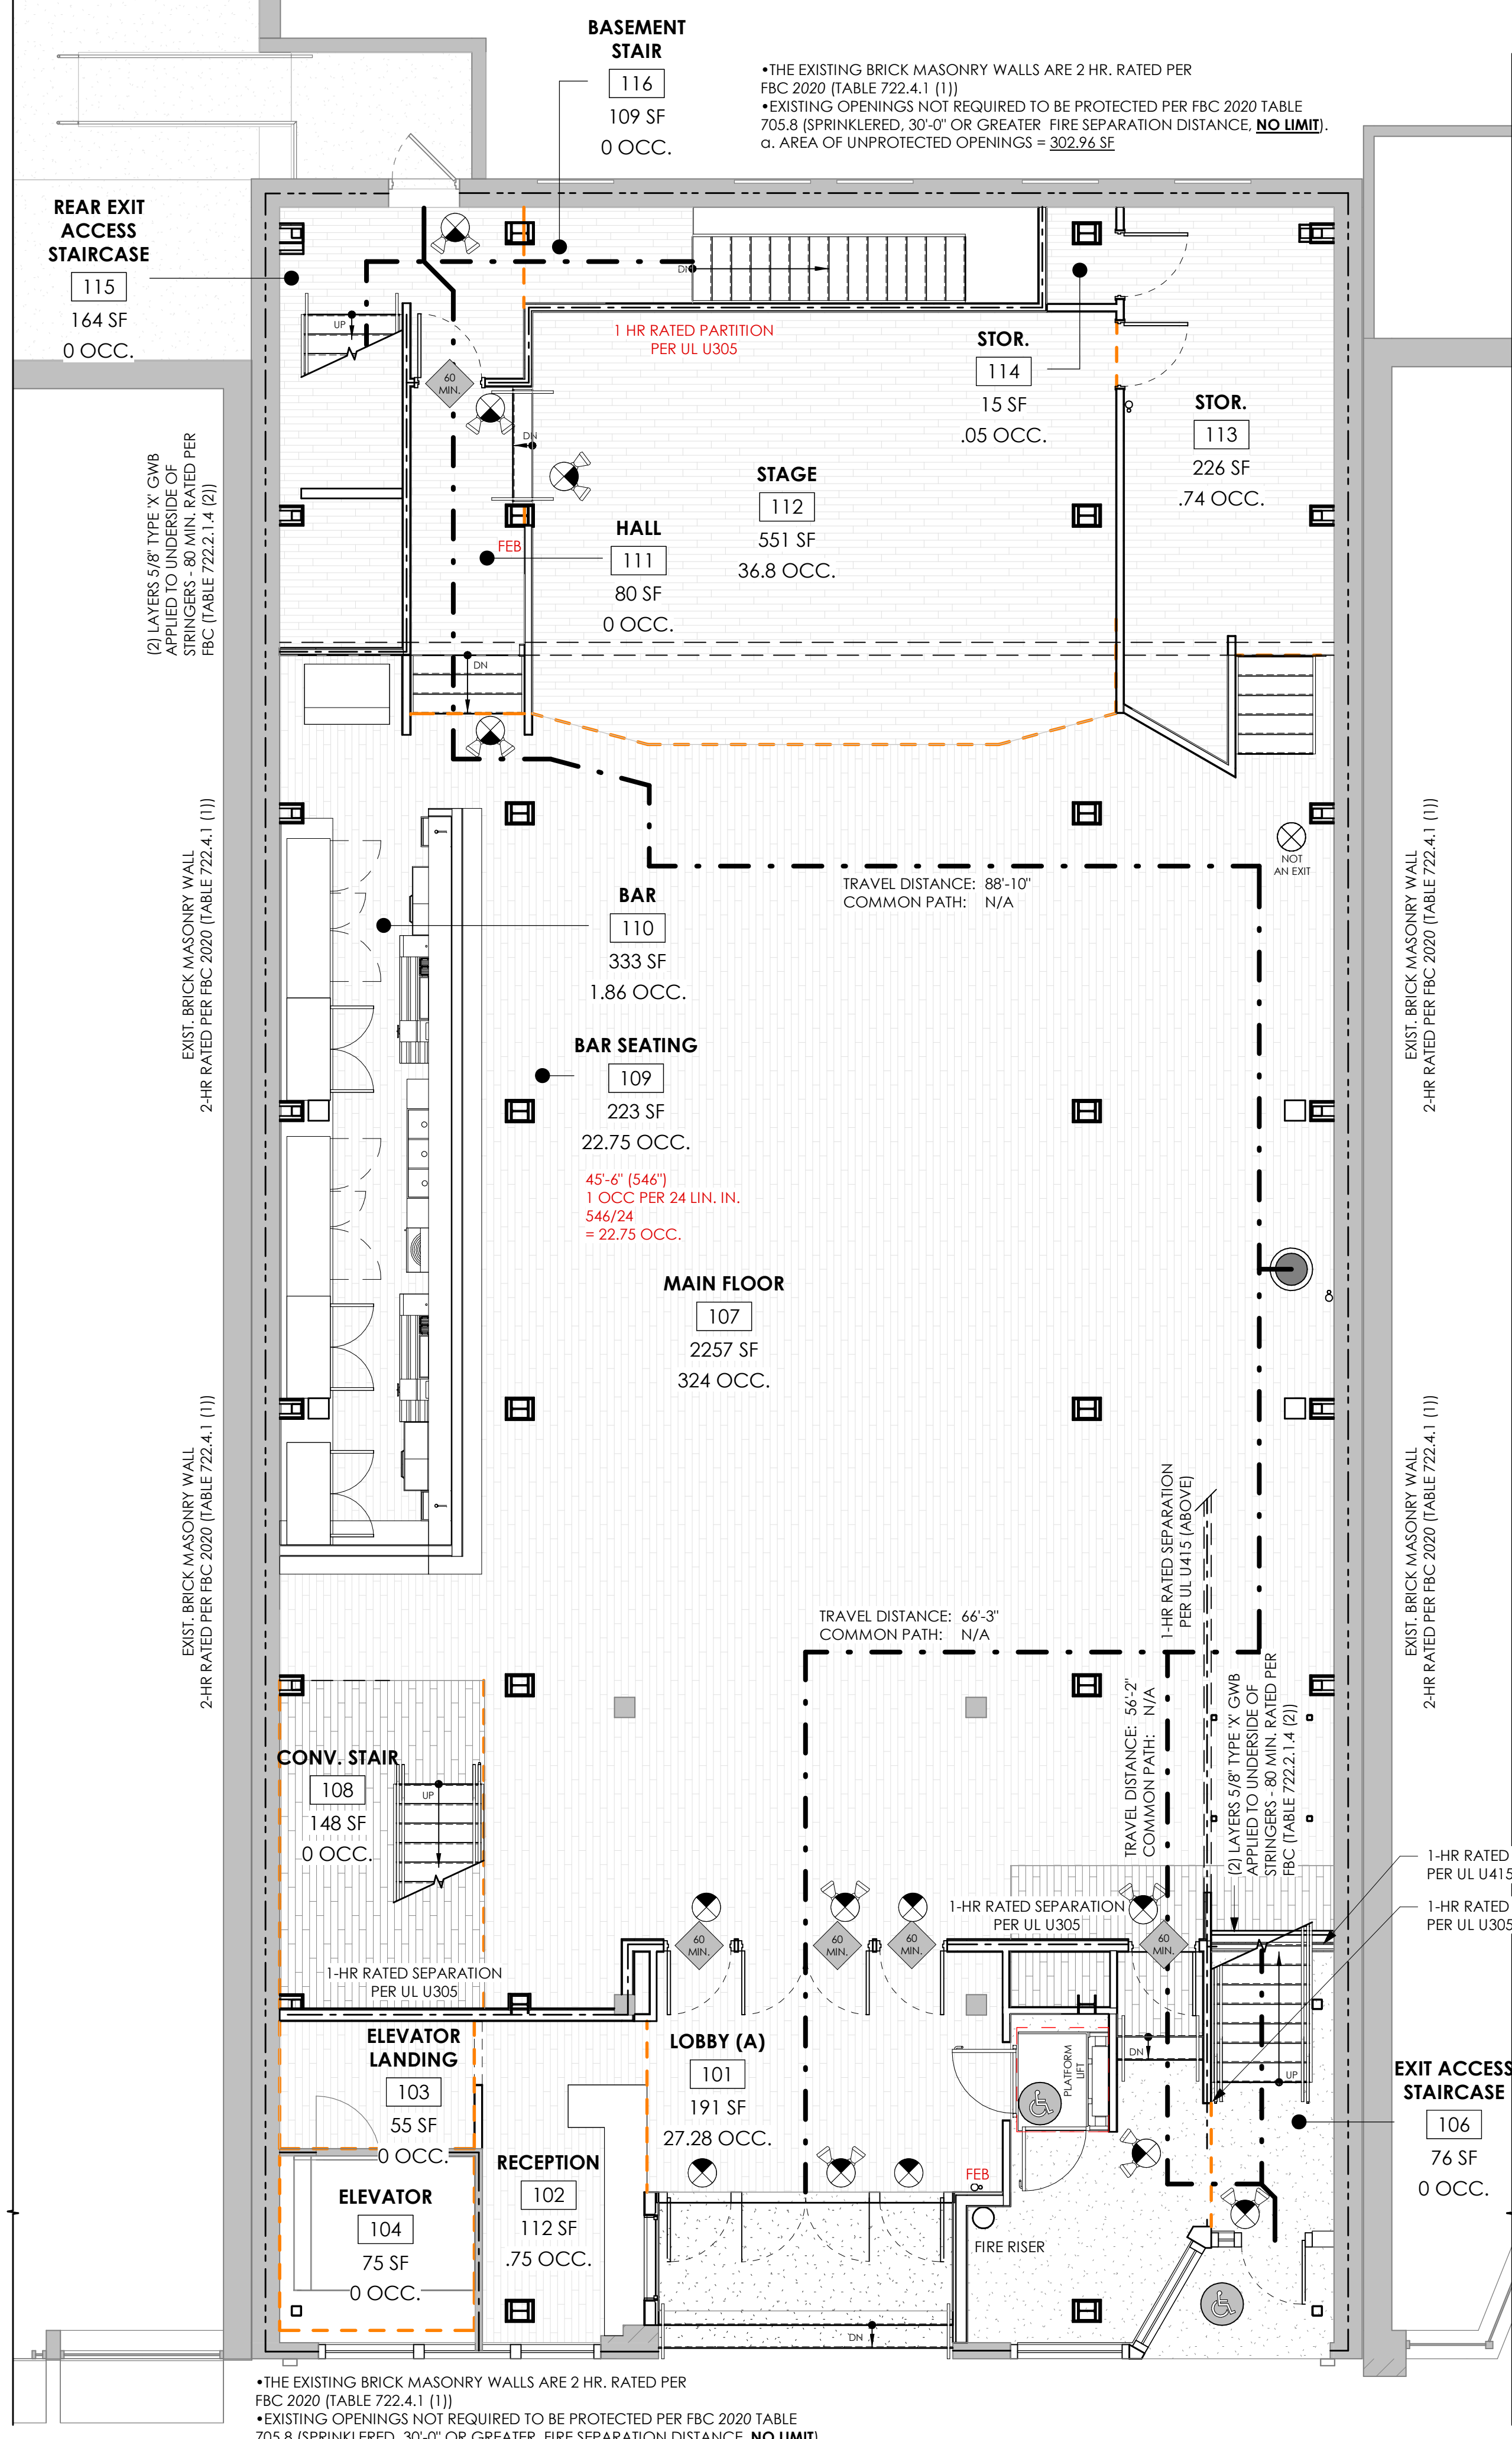 BASEMENT
STAIR
116
109 SF
0 OCC.
•THE EXISTING BRICK MASONRY WALLS ARE 2 HR. RATED PER
FBC 2020 (TABLE 722.4.1 (1))
•EXISTING OPENINGS NOT REQUIRED TO BE PROTECTED PER FBC 2020 TABLE
705.8 (SPRINKLERED, 30'-0" OR GREATER FIRE SEPARATION DISTANCE, NO LIMIT).
a. AREA OF UNPROTECTED OPENINGS = 302.96 SF
REAR EXIT
ACCESS
STAIRCASE
115
164 SF
0 OCC.
DN
UP
1 HR RATED PARTITION
PER UL U305
60
MIN.
STOR.
114
15 SF
.05 OCC.
STOR.
113
226 SF
.74 OCC.
DN
(2) LAYERS 5/8" TYPE 'X' GWB
APPLIED TO UNDERSIDE OF
STRINGERS - 80 MIN. RATED PER
FBC (TABLE 722.2.1.4 (2))
STAGE
112
551 SF
36.8 OCC.
HALL
111
80 SF
0 OCC.
FEB
DN
EXIST. BRICK MASONRY WALL
2-HR RATED PER FBC 2020 (TABLE 722.4.1 (1))
NOT
AN EXIT
TRAVEL DISTANCE: 88'-10"
COMMON PATH: N/A
EXIST. BRICK MASONRY WALL
2-HR RATED PER FBC 2020 (TABLE 722.4.1 (1))
BAR
110
333 SF
1.86 OCC.
BAR SEATING
109
223 SF
22.75 OCC.
45'-6" (546")
1 OCC PER 24 LIN. IN.
546/24
= 22.75 OCC.
MAIN FLOOR
107
2257 SF
324 OCC.
EXIST. BRICK MASONRY WALL
2-HR RATED PER FBC 2020 (TABLE 722.4.1 (1))
1-HR RATED SEPARATION
PER UL U415 (ABOVE)
EXIST. BRICK MASONRY WALL
2-HR RATED PER FBC 2020 (TABLE 722.4.1 (1))
TRAVEL DISTANCE: 66'-3"
COMMON PATH: N/A
TRAVEL DISTANCE: 56'-2"
COMMON PATH: N/A
(2) LAYERS 5/8" TYPE 'X' GWB
APPLIED TO UNDERSIDE OF
STRINGERS - 80 MIN. RATED PER
FBC (TABLE 722.2.1.4 (2))
CONV. STAIR
108
148 SF
0 OCC.
UP
1-HR RATED
PER UL U415
1-HR RATED
PER UL U305
1-HR RATED SEPARATION
PER UL U305
60
MIN.
60
MIN.
60
MIN.
60
MIN.
1-HR RATED SEPARATION
PER UL U305
ELEVATOR
LANDING
103
55 SF
0 OCC.
LOBBY (A)
101
191 SF
27.28 OCC.
PLATFORM
LIFT
DN
UP
EXIT ACCESS
STAIRCASE
106
76 SF
0 OCC.
RECEPTION
102
112 SF
.75 OCC.
ELEVATOR
104
75 SF
0 OCC.
FEB
FIRE RISER
DN
•THE EXISTING BRICK MASONRY WALLS ARE 2 HR. RATED PER
FBC 2020 (TABLE 722.4.1 (1))
•EXISTING OPENINGS NOT REQUIRED TO BE PROTECTED PER FBC 2020 TABLE
705.8 (SPRINKLERED, 30'-0" OR GREATER FIRE SEPARATION DISTANCE, NO LIMIT)